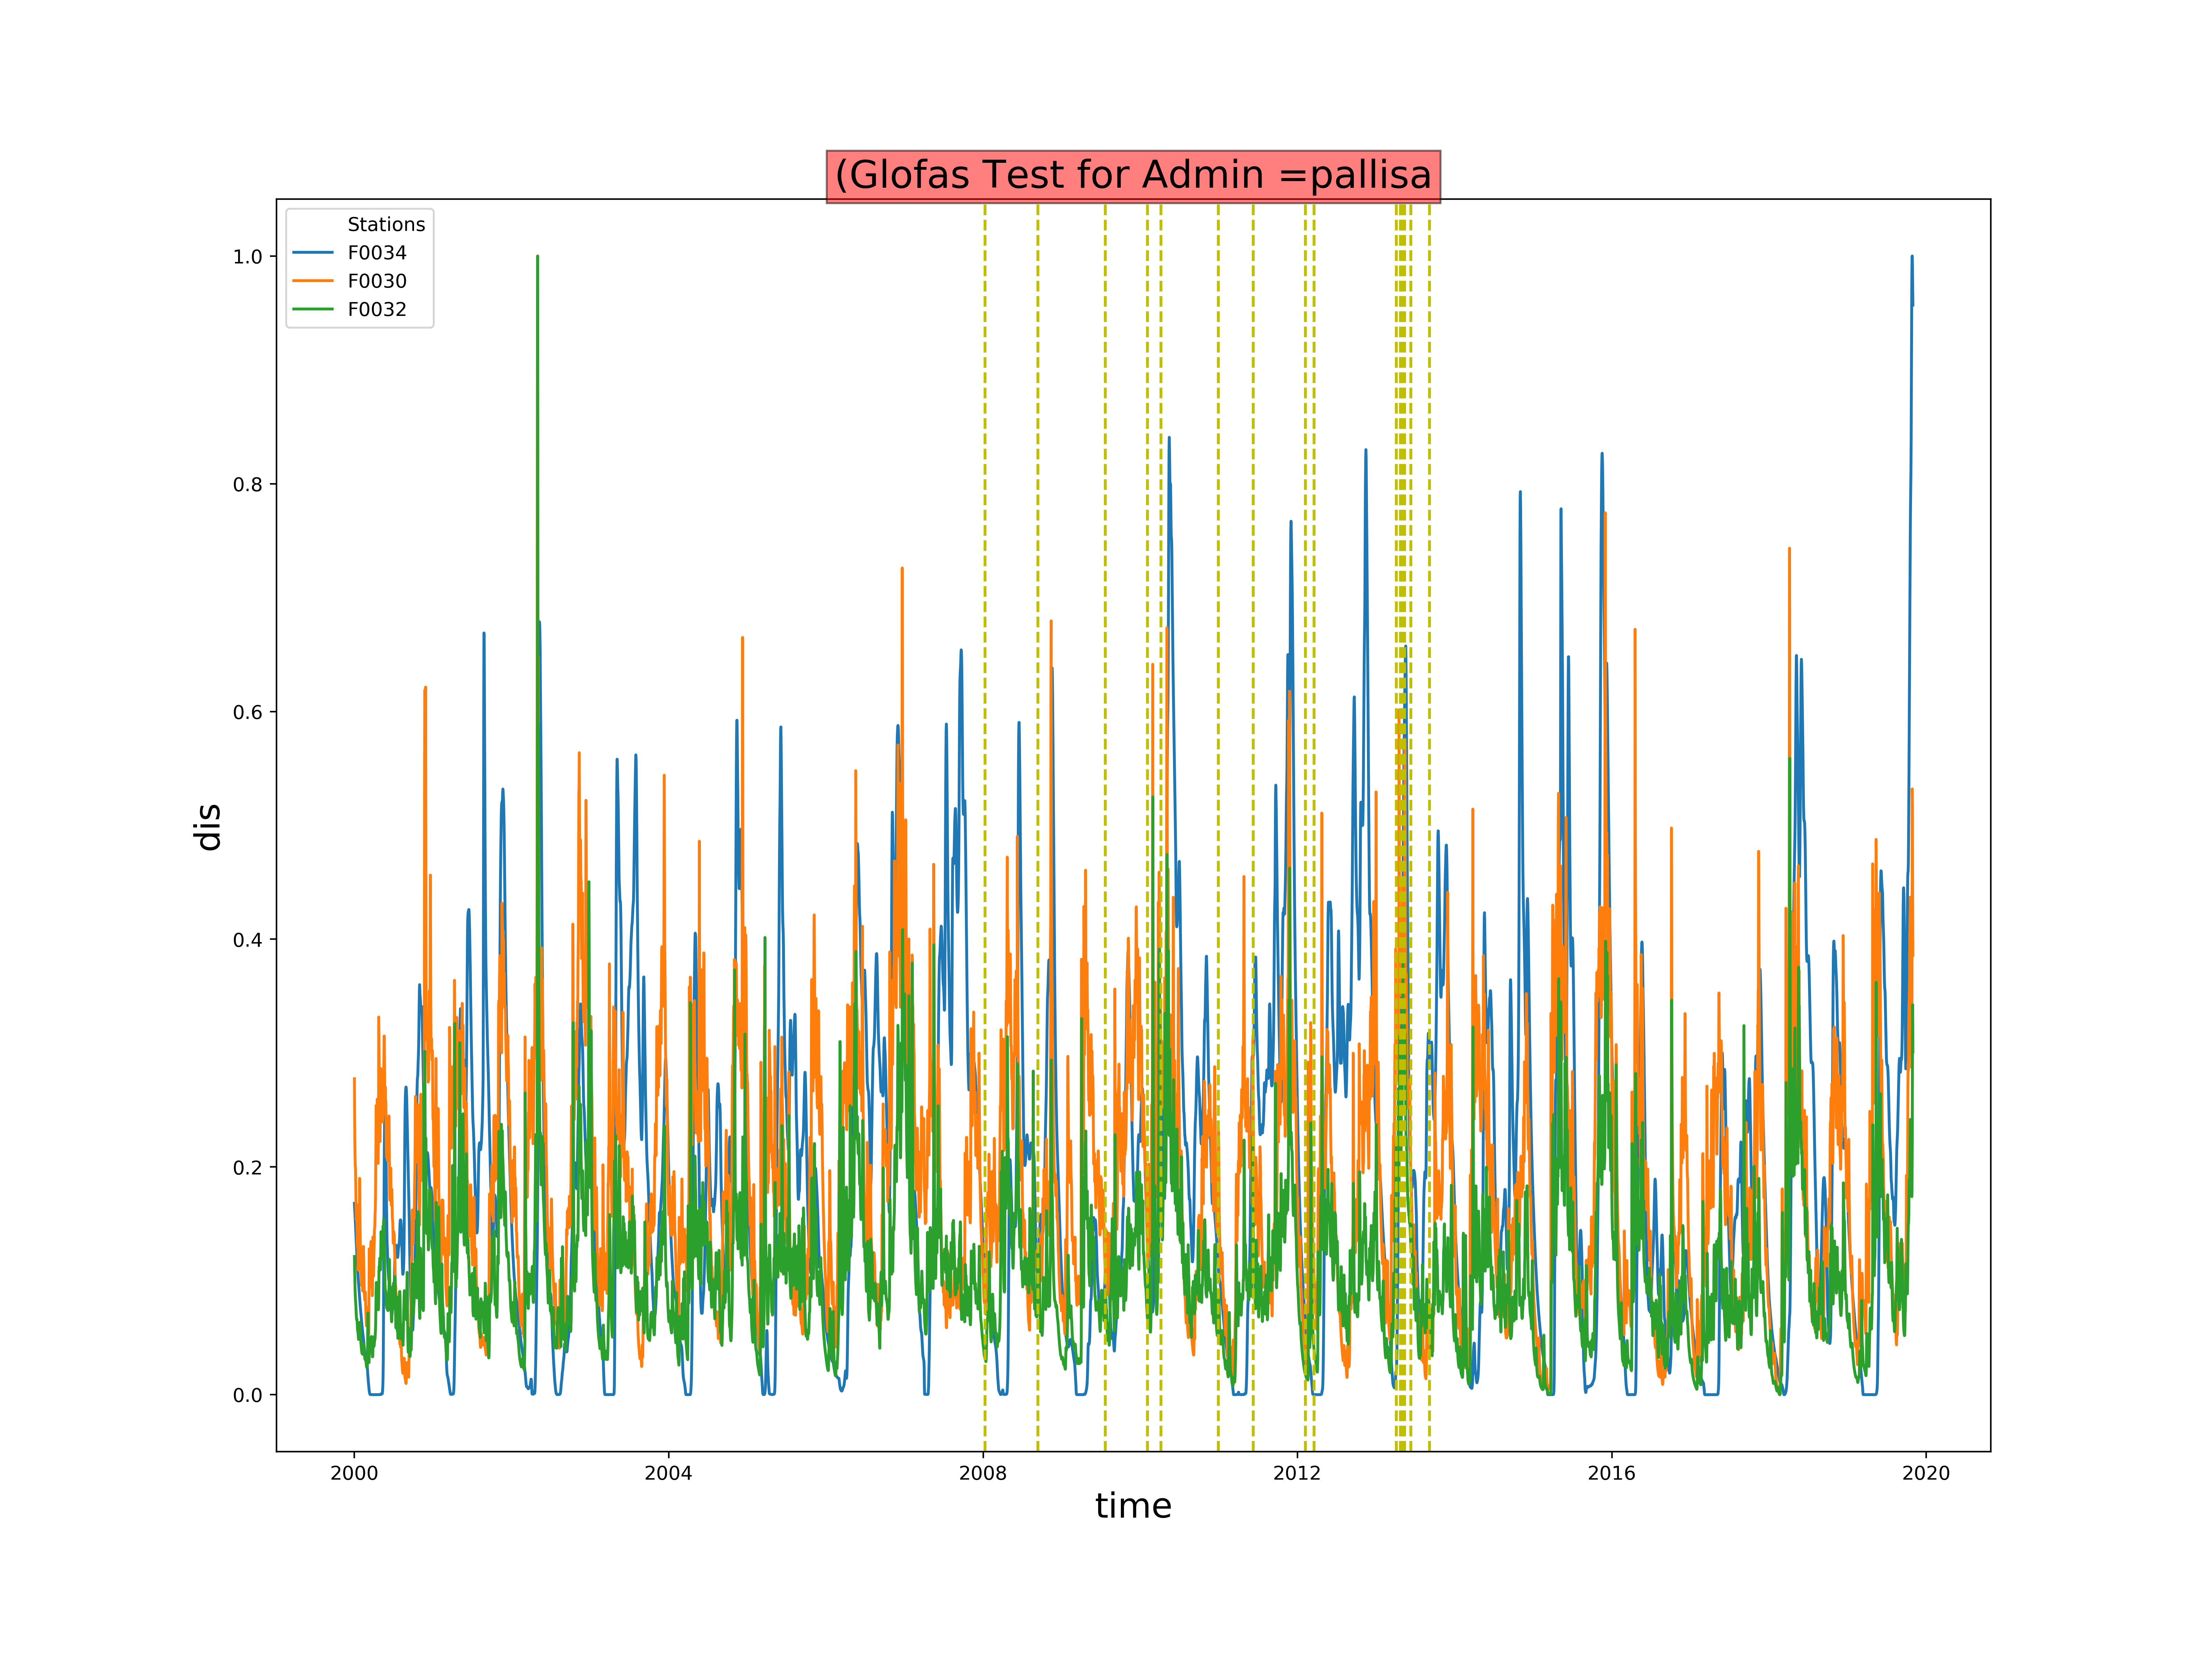 (Glofas Test for Admin =pallisa
Stations
F0034
F0030
F0032
1.0
0.8
0.6
0.4
0.2
0.0
dis
2000 2004 2008 2012 2016 2020
time